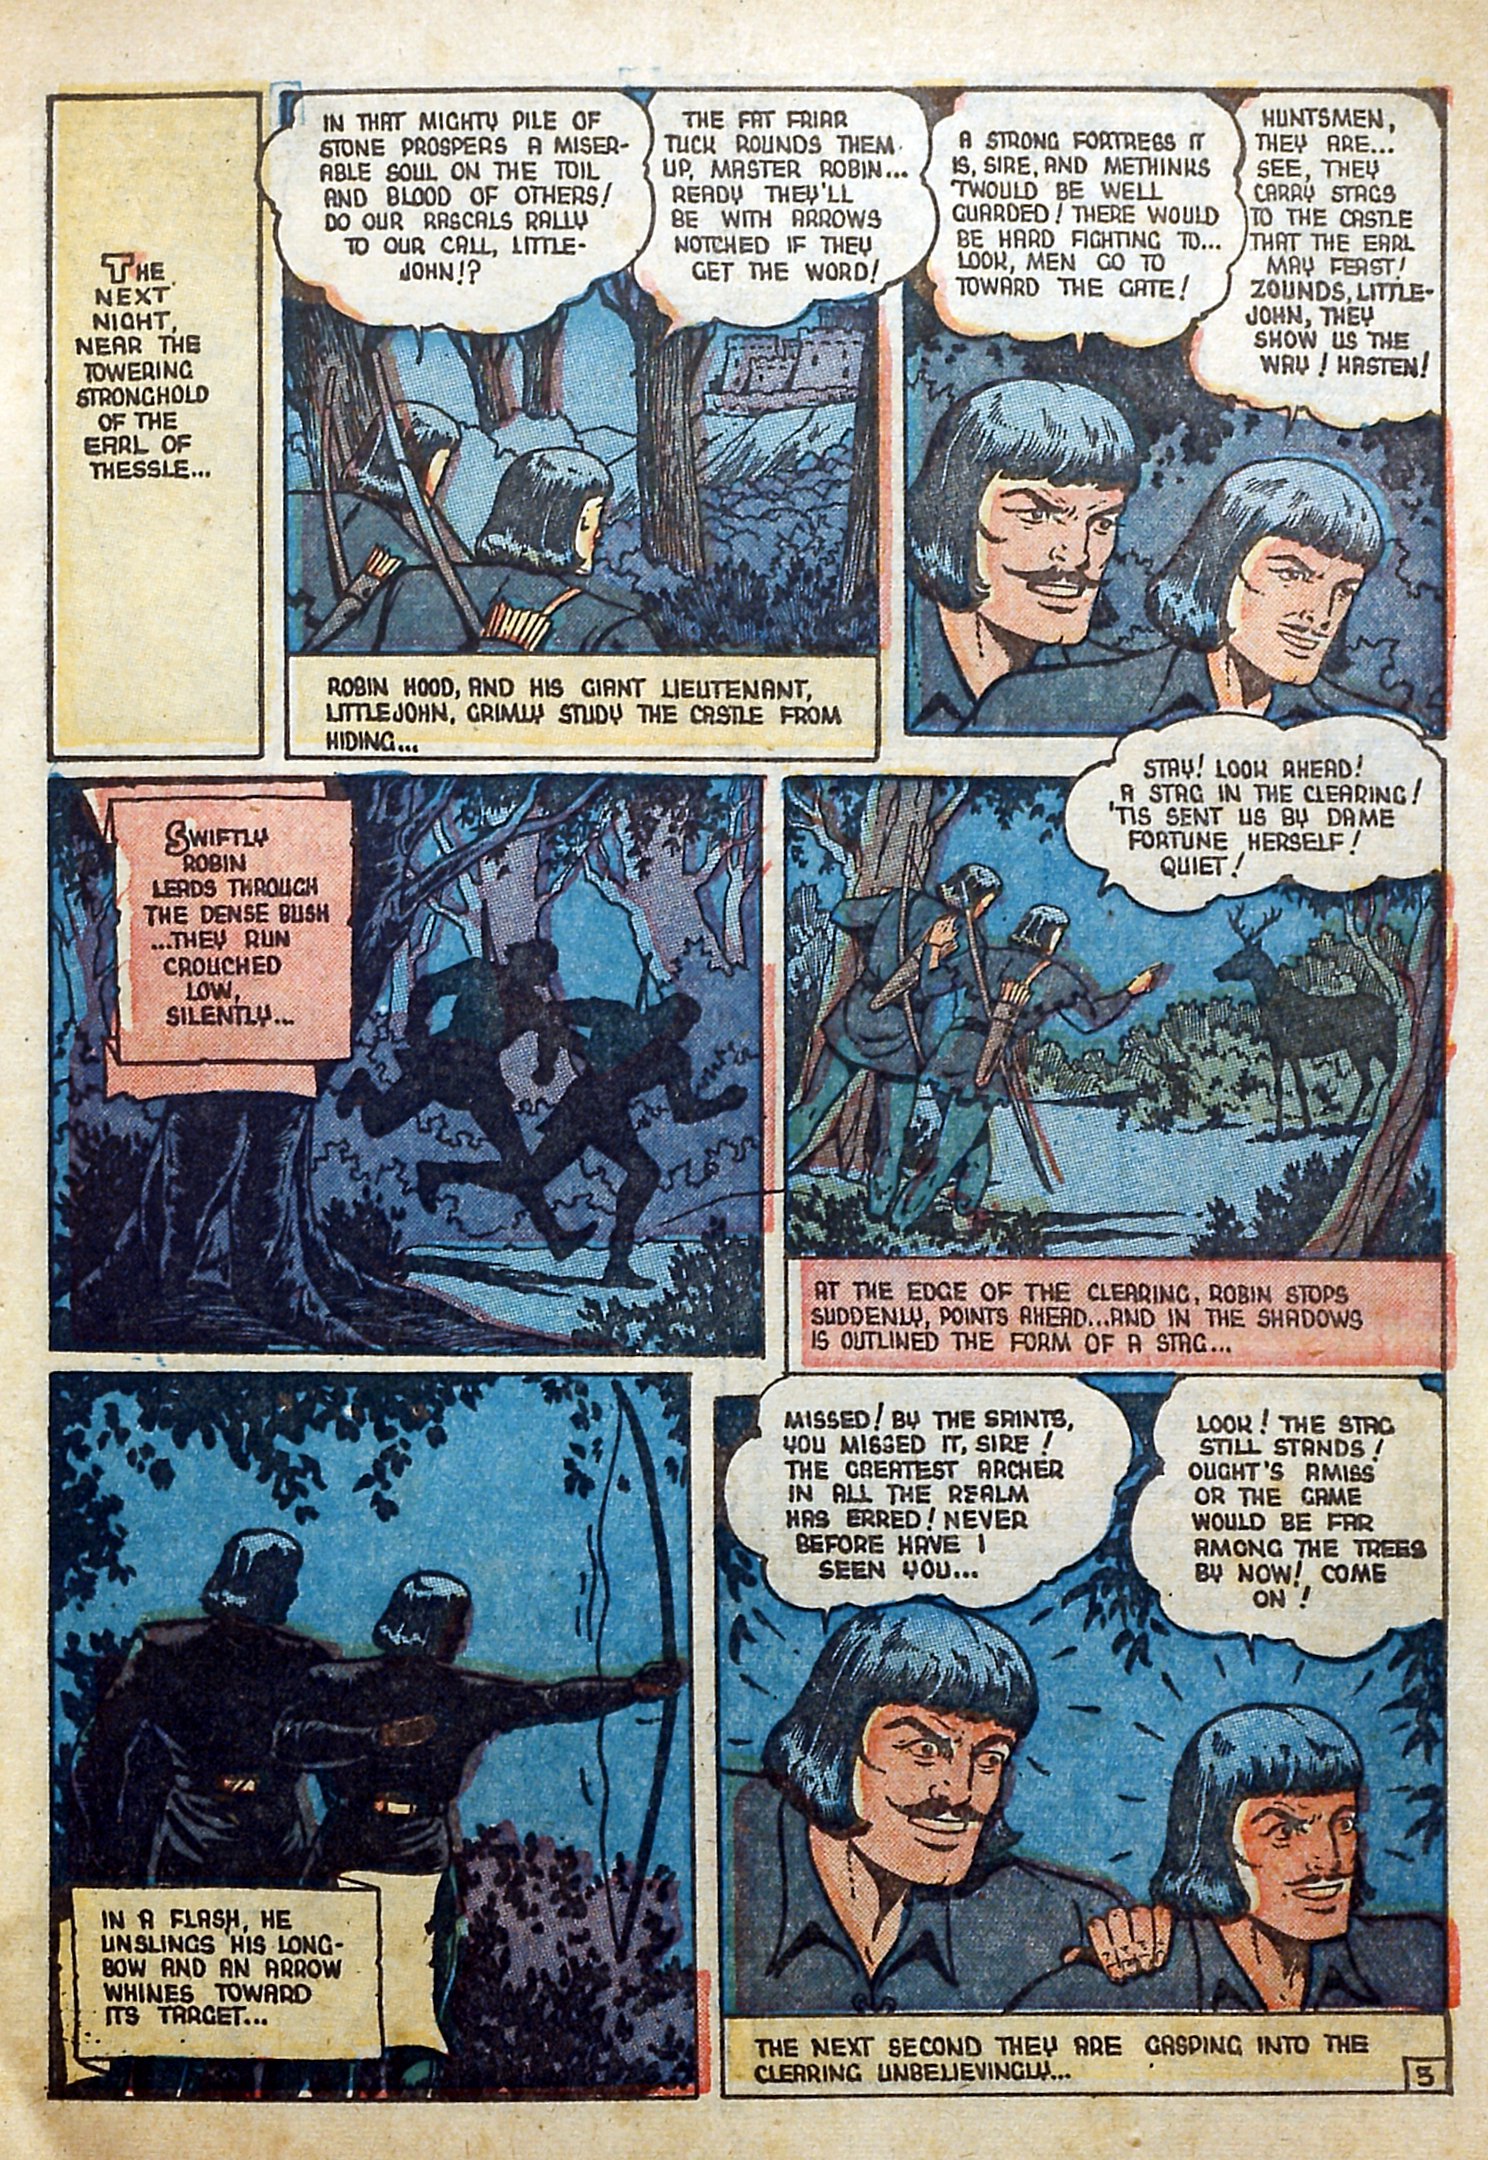 THE
NEXT
NIGHT,
NEAR THE
TOWERING
STRONGHOLD
OF THE
EARL OF
THESSLE...
IN THAT MIGHTY PILE OF
STONE PROSPERS A MISER-
ABLE SOUL ON THE TOIL
AND BLOOD OF OTHERS!
DO OUR RASCALS RALLY
TO OUR CALL, LITTLE-
JOHN!?
THE FAT FRIAR
TUCK ROUNDS THEM
UP, MASTER ROBIN...
READY THEY'LL
BE WITH ARROWS
NOTCHED IF THEY
GET THE WORD!
ROBIN HOOD, AND HIS GIANT LIEUTENANT,
LITTLEJOHN, GRIMLY STUDY THE CASTLE FROM
HIDING...
A STRONG FORTRESS IT
IS, SIRE, AND METHINKS
'TWOULD BE WELL
GUARDED! THERE WOULD
BE HARD FIGHTING TO...
LOOK, MEN GO TO
TOWARD THE GATE!
HUNTSMEN,
THEY ARE...
SEE, THEY
CARRY STAGS
TO THE CASTLE
THAT THE EARL
MAY FEAST!
ZOUNDS, LITTLE-
JOHN, THEY
SHOW US THE
WAY! HASTEN!
SWIFTLY
ROBIN
LEADS THROUGH
THE DENSE BUSH
...THEY RUN
CROUCHED
LOW,
SILENTLY...
STAY! LOOK AHEAD!
A STAG IN THE CLEARING!
'TIS SENT US BY DAME
FORTUNE HERSELF!
QUIET!
AT THE EDGE OF THE CLEARING, ROBIN STOPS
SUDDENLY, POINTS AHEAD...AND IN THE SHADOWS
IS OUTLINED THE FORM OF A STAG...
IN A FLASH, HE
UNSLINGS HIS LONG-
BOW AND AN ARROW
WHINES TOWARD
ITS TARGET...
MISSED! BY THE SAINTS,
YOU MISSED IT, SIRE!
THE GREATEST ARCHER
IN ALL THE REALM
HAS ERRED! NEVER
BEFORE HAVE I
SEEN YOU...
LOOK! THE STAG
STILL STANDS!
OUGHT'S AMISS
OR THE GAME
WOULD BE FAR
AMONG THE TREES
BY NOW! COME
ON!
THE NEXT SECOND THEY ARE GASPING INTO THE
CLEARING UNBELIEVINGLY...
5